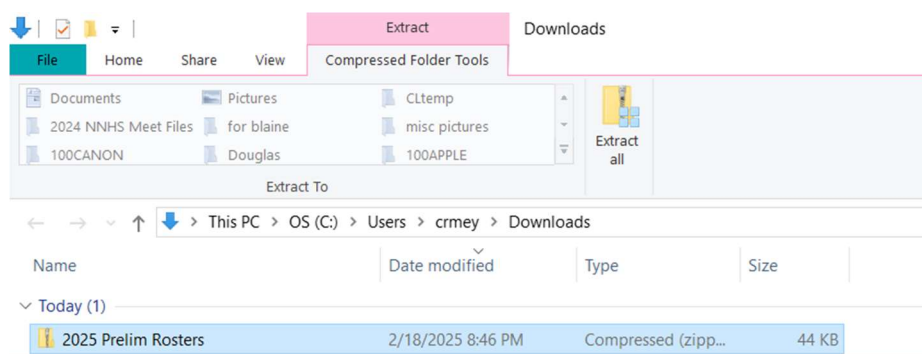 Extract Downloads
File Home Share View Compressed Folder Tools
Documents Pictures CLtemp
2024 NNHS Meet Files for blaine misc pictures
100CANON Douglas 100APPLE
Extract
all
Extract To
This PC > OS (C:) > Users > crmey > Downloads
Name Date modified Type Size
Today (1)
2025 Prelim Rosters 2/18/2025 8:46 PM Compressed (zipp... 44 KB